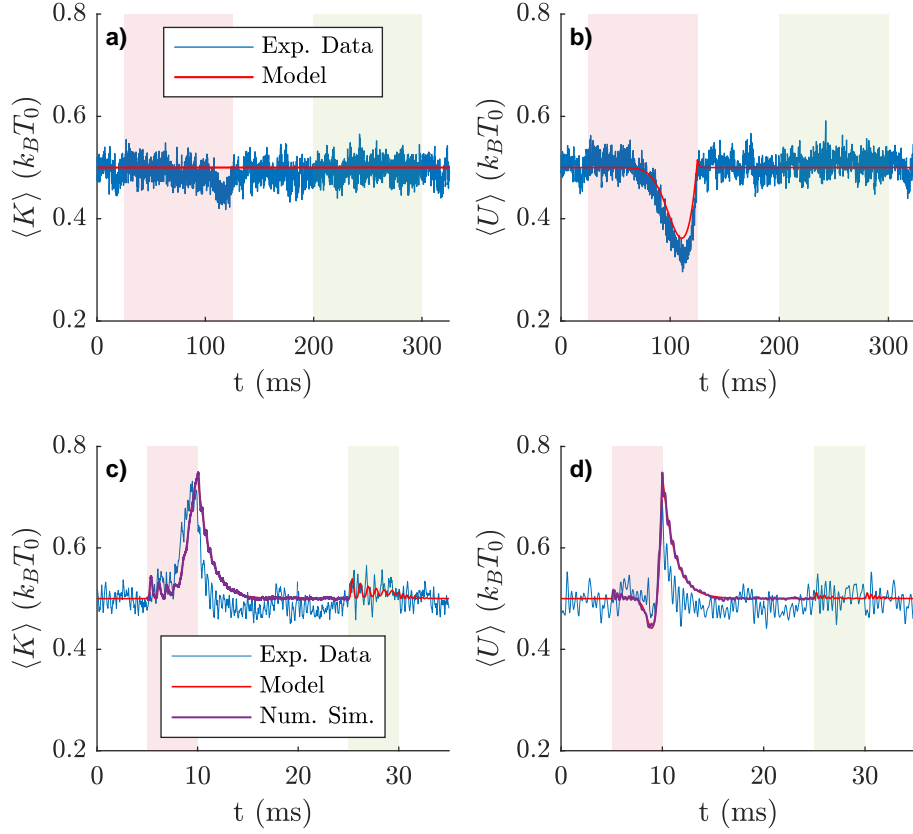 a)
Exp. Data
Model
0.8
0.6
0.4
0.2
⟨K⟩ (k_BT_0)
0 100 200 300
t (ms)
b)
0.8
0.6
0.4
0.2
⟨U⟩ (k_BT_0)
0 100 200 300
t (ms)
c)
0.8
0.6
0.4
0.2
⟨K⟩ (k_BT_0)
Exp. Data
Model
Num. Sim.
0 10 20 30
t (ms)
d)
0.8
0.6
0.4
0.2
⟨U⟩ (k_BT_0)
0 10 20 30
t (ms)